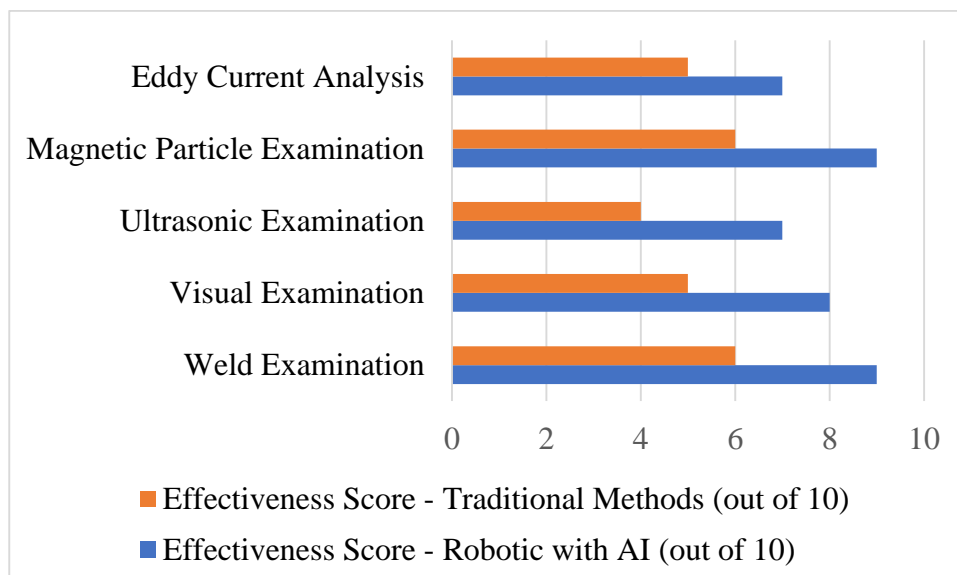 Eddy Current Analysis
Magnetic Particle Examination
Ultrasonic Examination
Visual Examination
Weld Examination
0 2 4 6 8 10
Effectiveness Score - Traditional Methods (out of 10)
Effectiveness Score - Robotic with AI (out of 10)